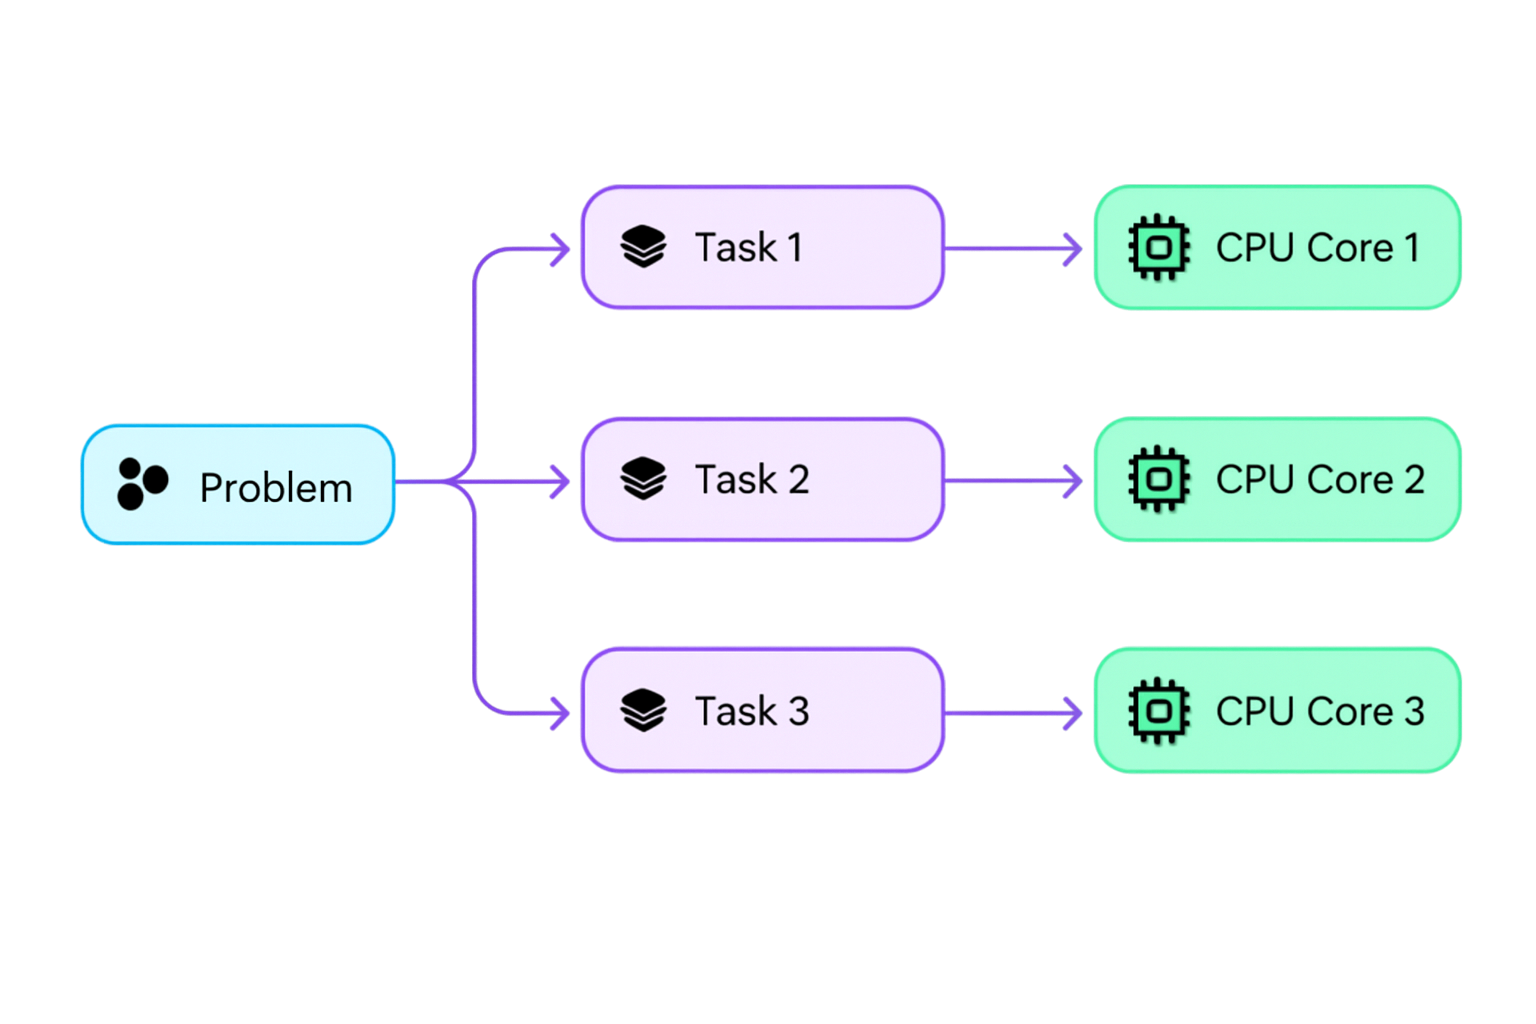 Problem
Task 1
CPU Core 1
Task 2
CPU Core 2
Task 3
CPU Core 3